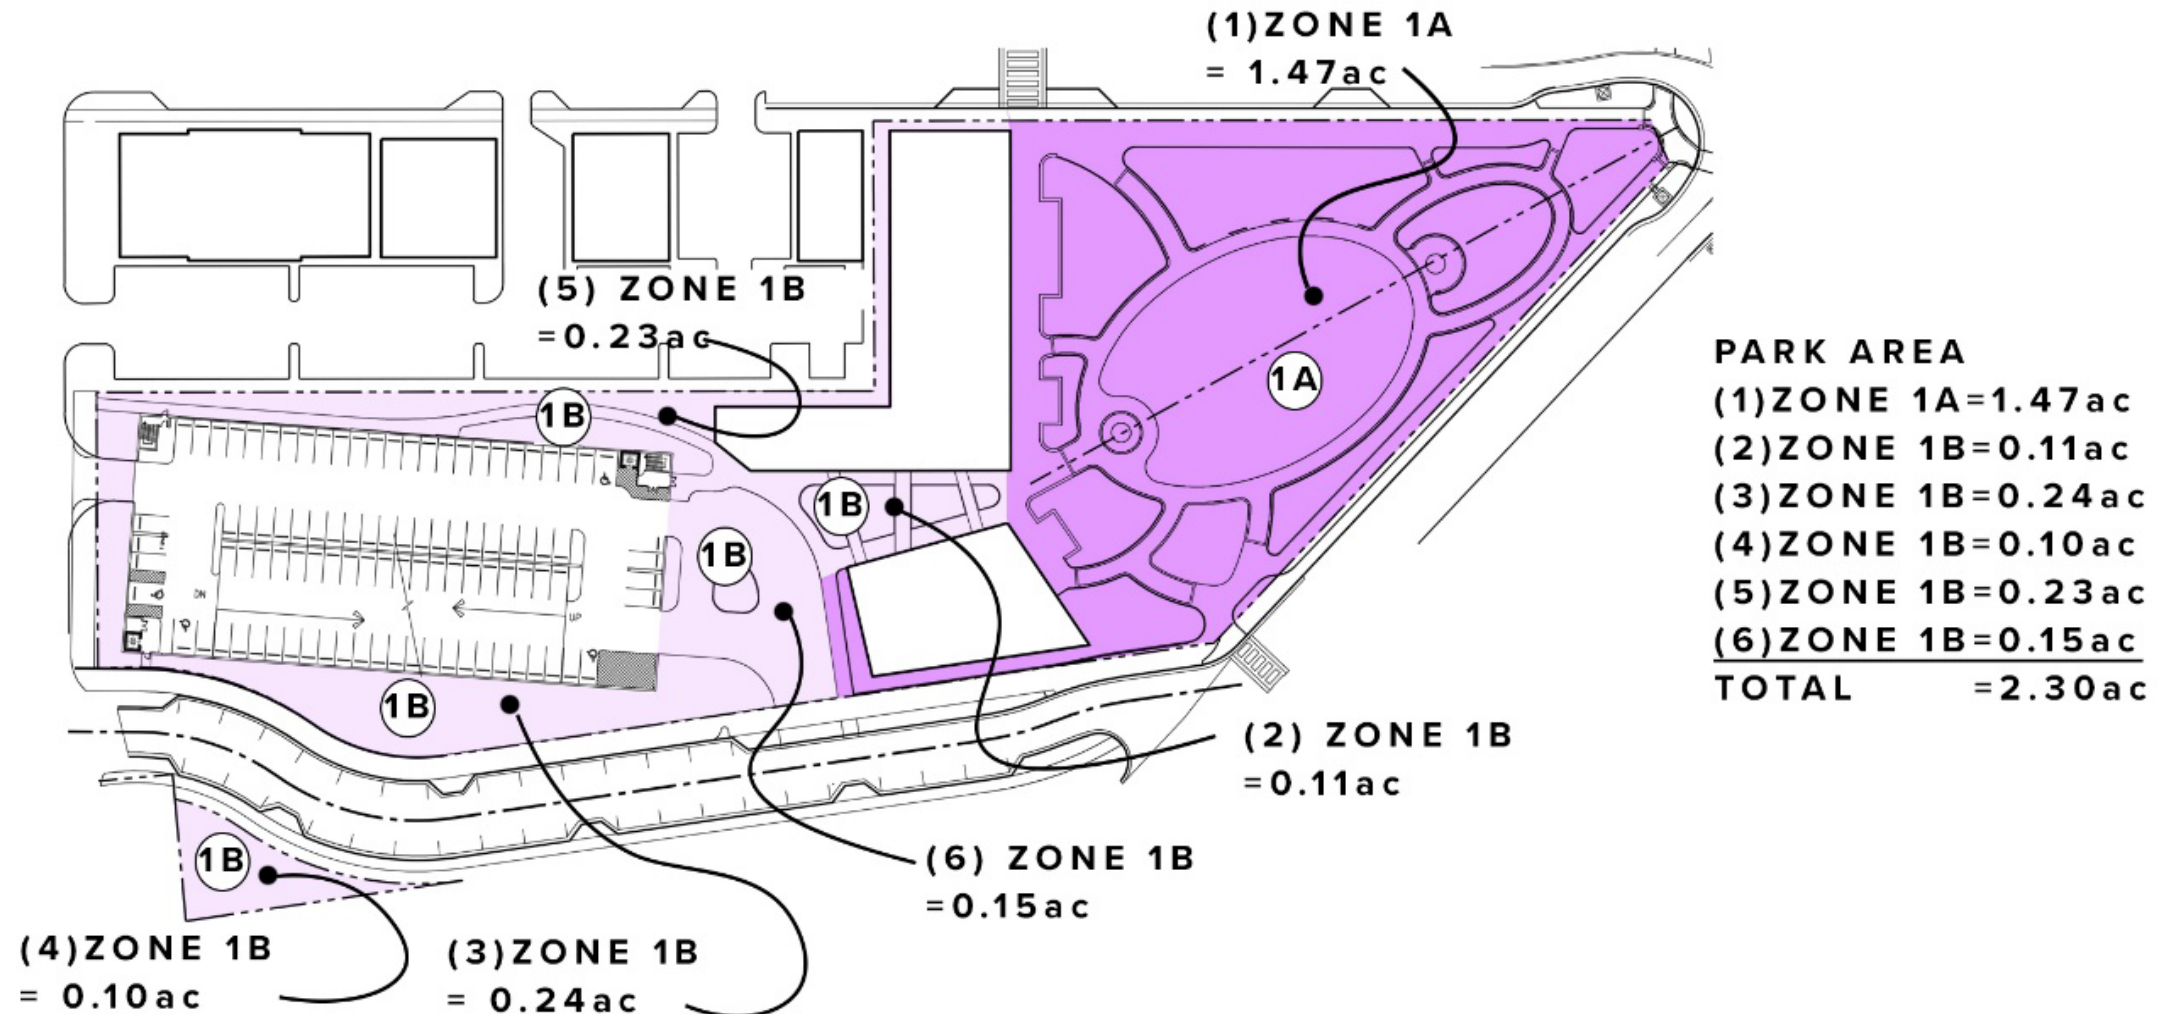 (1)ZONE 1A
= 1.47ac
(5) ZONE 1B
=0.23ac
1A
1B
1B
1B
1B
1B
DN
UP
PARK AREA
(1)ZONE 1A=1.47ac
(2)ZONE 1B=0.11ac
(3)ZONE 1B=0.24ac
(4)ZONE 1B=0.10ac
(5)ZONE 1B=0.23ac
(6)ZONE 1B=0.15ac
TOTAL =2.30ac
(2) ZONE 1B
=0.11ac
(6) ZONE 1B
=0.15ac
(4)ZONE 1B
= 0.10ac
(3)ZONE 1B
= 0.24ac